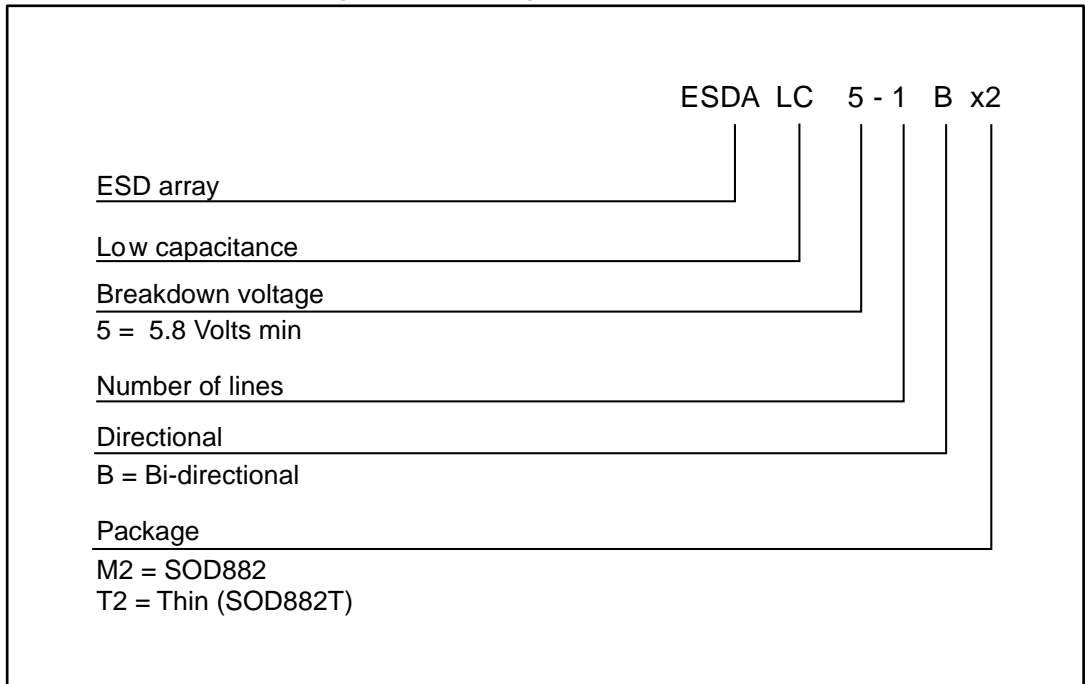 ESDA LC 5 - 1 B x2
ESD array
Low capacitance
Breakdown voltage
5 = 5.8 Volts min
Number of lines
Directional
B = Bi-directional
Package
M2 = SOD882
T2 = Thin (SOD882T)